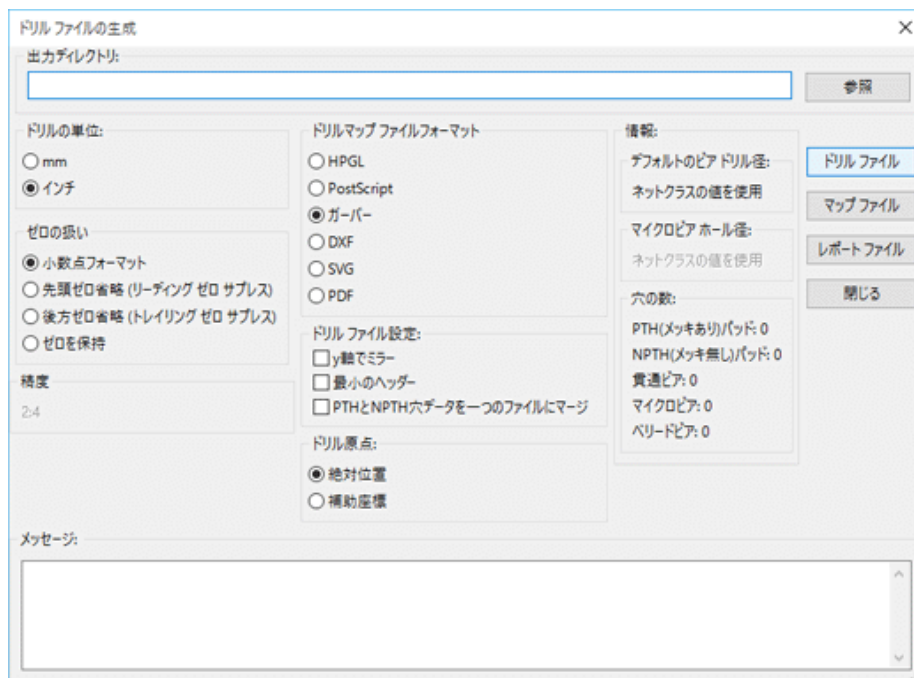 ドリル ファイルの生成
出力ディレクトリ:
参照
ドリルの単位:
mm
インチ
ゼロの扱い
小数点フォーマット
先頭ゼロ省略 (リーディング ゼロ サプレス)
後方ゼロ省略 (トレイリング ゼロ サプレス)
ゼロを保持
精度
2:4
ドリルマップ ファイルフォーマット
HPGL
PostScript
ガーバー
DXF
SVG
PDF
ドリル ファイル設定:
y軸でミラー
最小のヘッダー
PTHとNPTH穴データを一つのファイルにマージ
ドリル原点:
絶対位置
補助座標
情報:
デフォルトのビア ドリル径:
ネットクラスの値を使用
マイクロビア ホール径:
ネットクラスの値を使用
穴の数:
PTH(メッキあり)パッド: 0
NPTH(メッキ無し)パッド: 0
貫通ビア: 0
マイクロビア: 0
ベリードビア: 0
ドリル ファイル
マップ ファイル
レポート ファイル
閉じる
メッセージ: